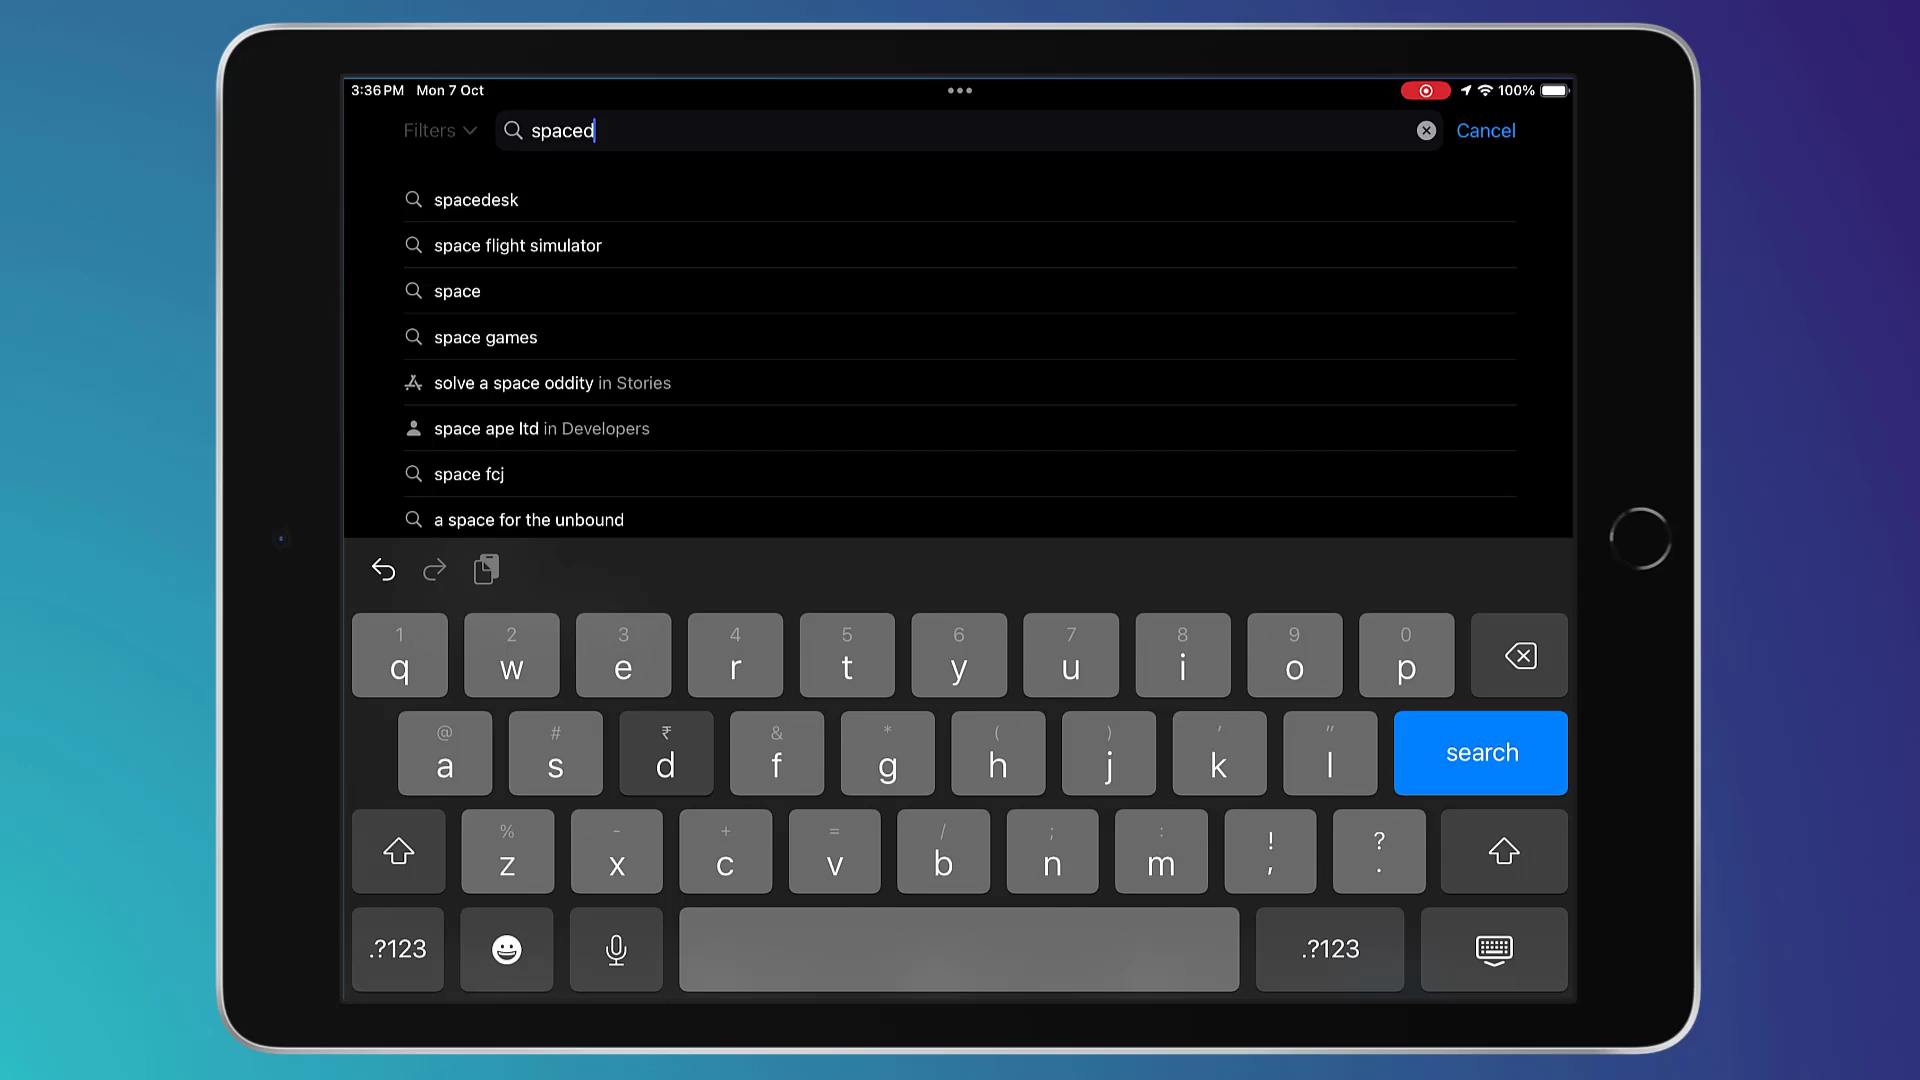 3:36 PM Mon 7 Oct
100%
Filters
spaced
Cancel
spacedesk
space flight simulator
space
space games
solve a space oddity in Stories
space ape ltd in Developers
space fcj
a space for the unbound
1 2 3 4 5 6 7 8 9 0
q w e r t y u i o p
@ # ₹ & * ( ) ' "
a s d f g h j k l
search
% - + = / ; : ! ?
z x c v b n m , .
.?123
.?123